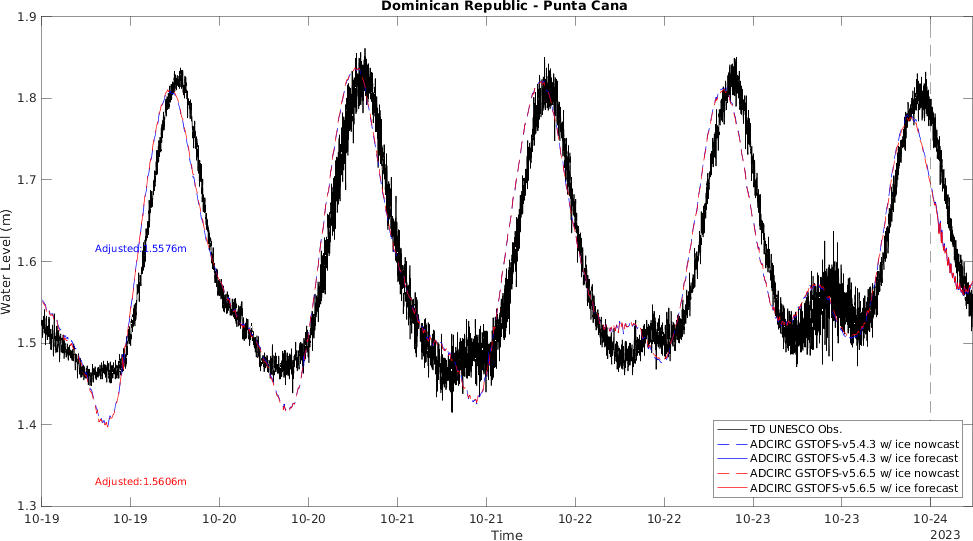 Dominican Republic - Punta Cana
1.9
1.8
1.7
1.6
1.5
1.4
1.3
Water Level (m)
Adjusted:1.5576m
Adjusted:1.5606m
TD UNESCO Obs.
ADCIRC GSTOFS-v5.4.3 w/ ice nowcast
ADCIRC GSTOFS-v5.4.3 w/ ice forecast
ADCIRC GSTOFS-v5.6.5 w/ ice nowcast
ADCIRC GSTOFS-v5.6.5 w/ ice forecast
10-19 10-19 10-20 10-20 10-21 10-21 10-22 10-22 10-23 10-23 10-24
Time
2023